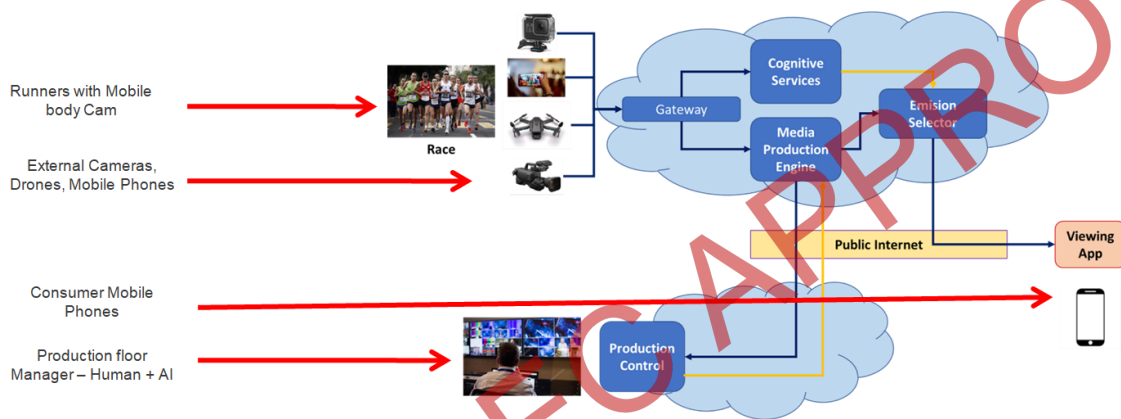 Runners with Mobile
body Cam
External Cameras,
Drones, Mobile Phones
Consumer Mobile
Phones
Production floor
Manager – Human + AI
Race
Gateway
Cognitive
Services
Media
Production
Engine
Emision
Selector
Public Internet
Viewing
App
Production
Control
EC APPRO